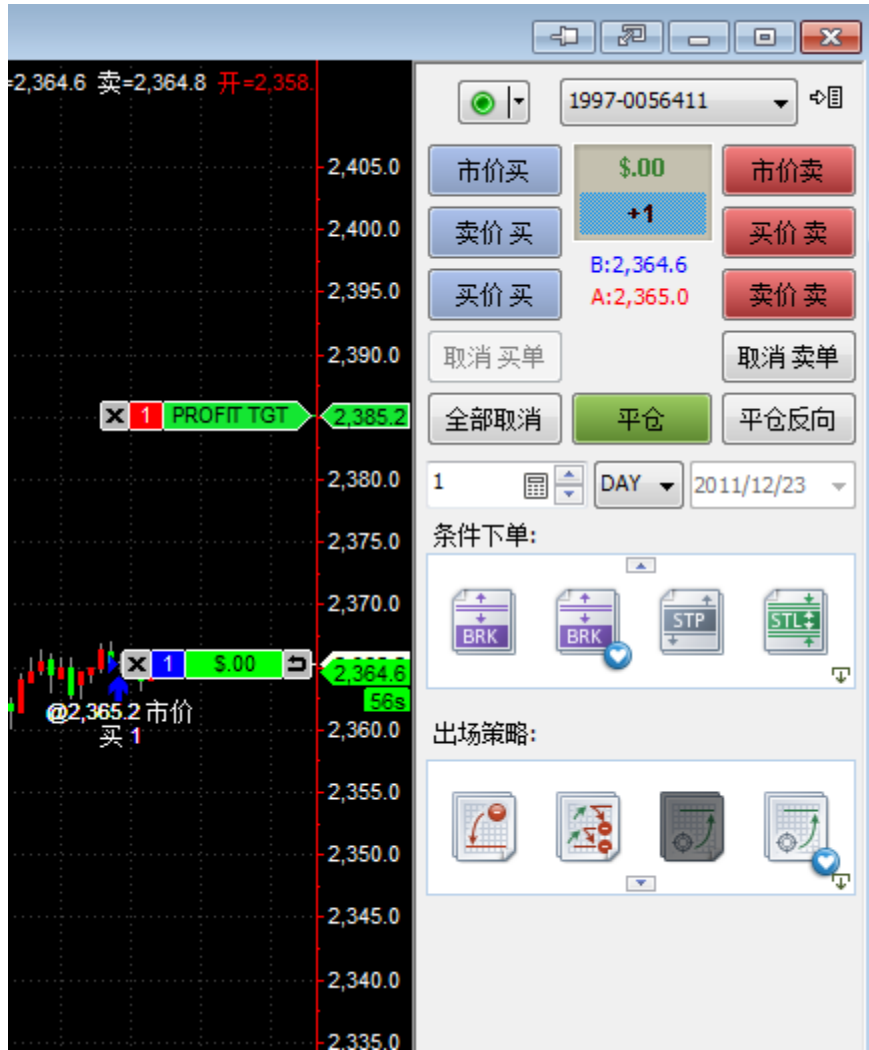 =2,364.6 卖=2,364.8 开=2,358.
1997-0056411
市价买
$.00
市价卖
2,405.0
+1
2,400.0
卖价 买
买价 卖
B:2,364.6
2,395.0
买价 买
A:2,365.0
卖价 卖
2,390.0
取消 买单
取消 卖单
X 1 PROFIT TGT
2,385.2
全部取消
平仓
平仓反向
2,380.0
1
DAY
2011/12/23
2,375.0
条件下单:
2,370.0
BRK
BRK
STP
STL
X 1 $.00
2,364.6
56s
@2,365.2 市价
买 1
2,360.0
出场策略:
2,355.0
2,350.0
2,345.0
2,340.0
2,335.0